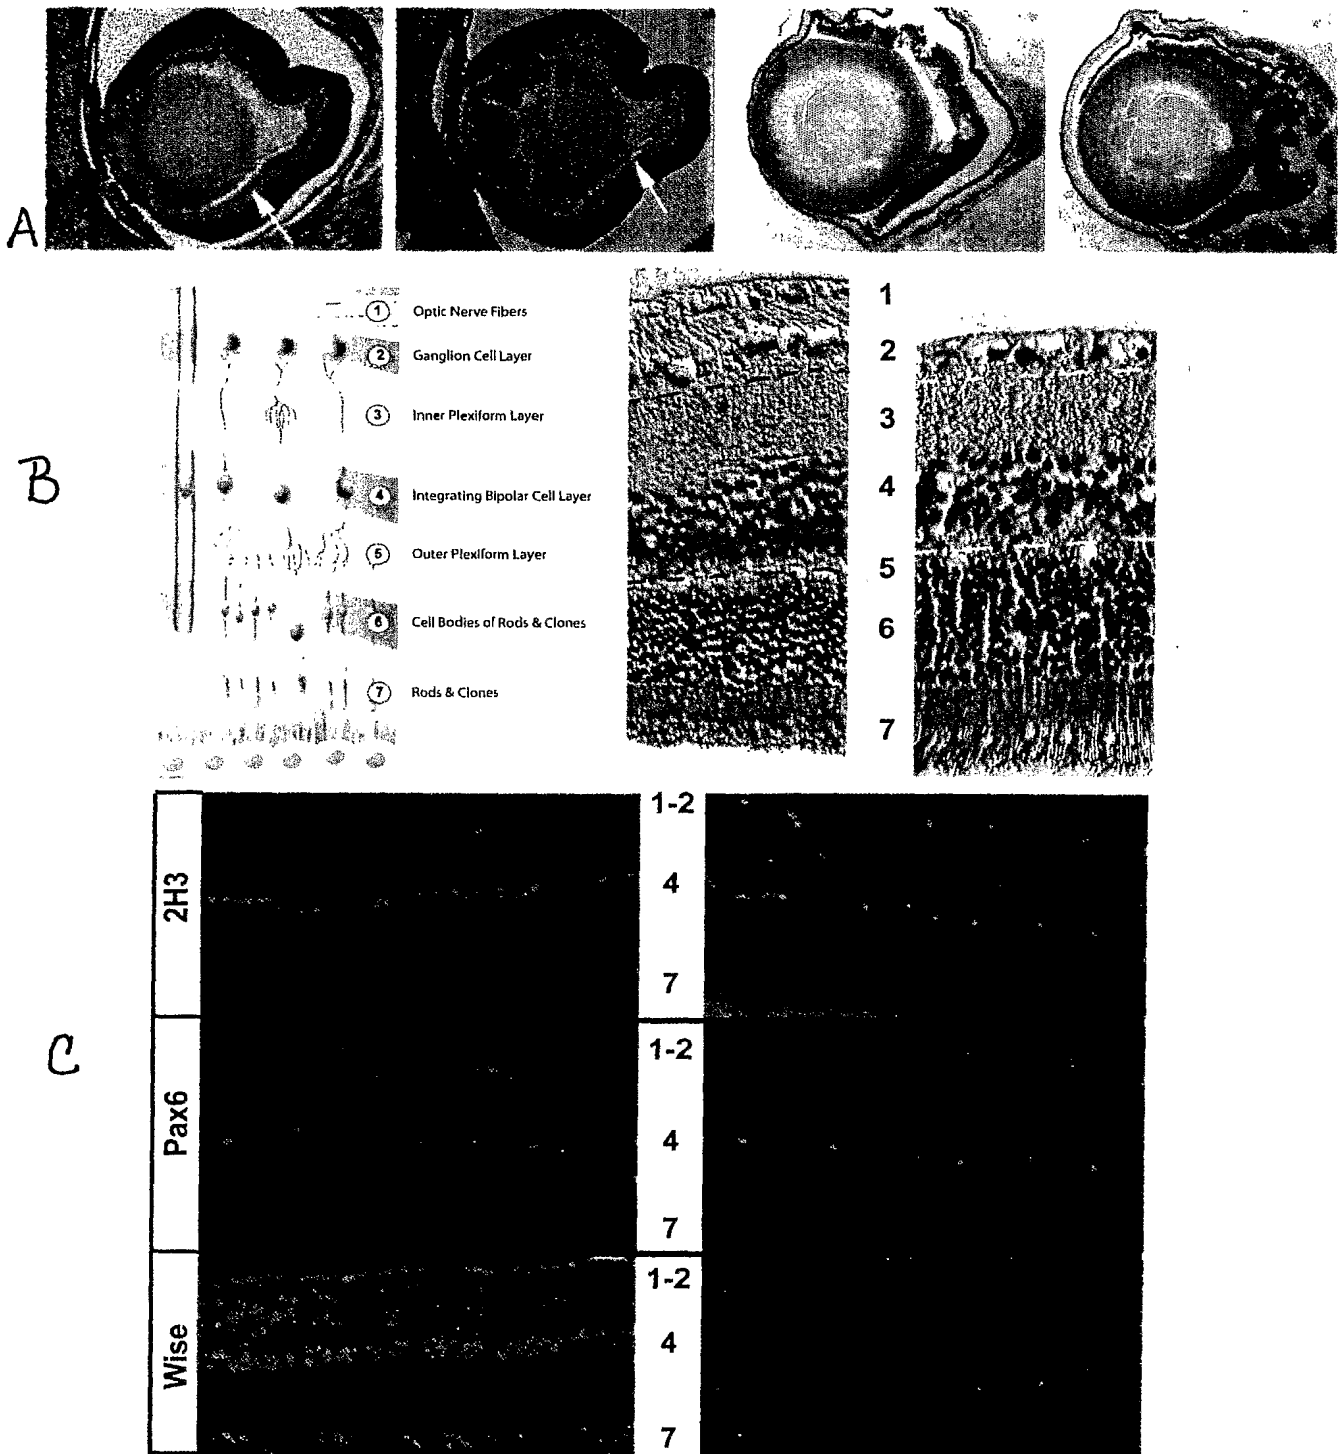 A
B
1 Optic Nerve Fibers
2 Ganglion Cell Layer
3 Inner Plexiform Layer
4 Integrating Bipolar Cell Layer
5 Outer Plexiform Layer
6 Cell Bodies of Rods & Clones
7 Rods & Clones
1
2
3
4
5
6
7
C
2H3
1-2
4
7
Pax6
1-2
4
7
Wise
1-2
4
7